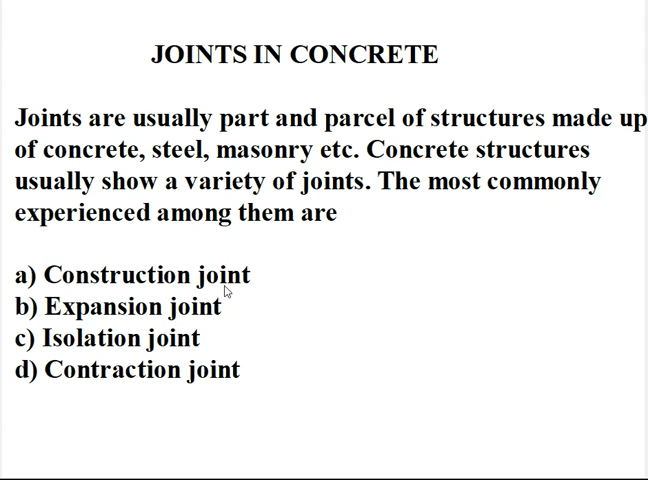 JOINTS IN CONCRETE
Joints are usually part and parcel of structures made up
of concrete, steel, masonry etc. Concrete structures
usually show a variety of joints. The most commonly
experienced among them are
a) Construction joint
b) Expansion joint
c) Isolation joint
d) Contraction joint